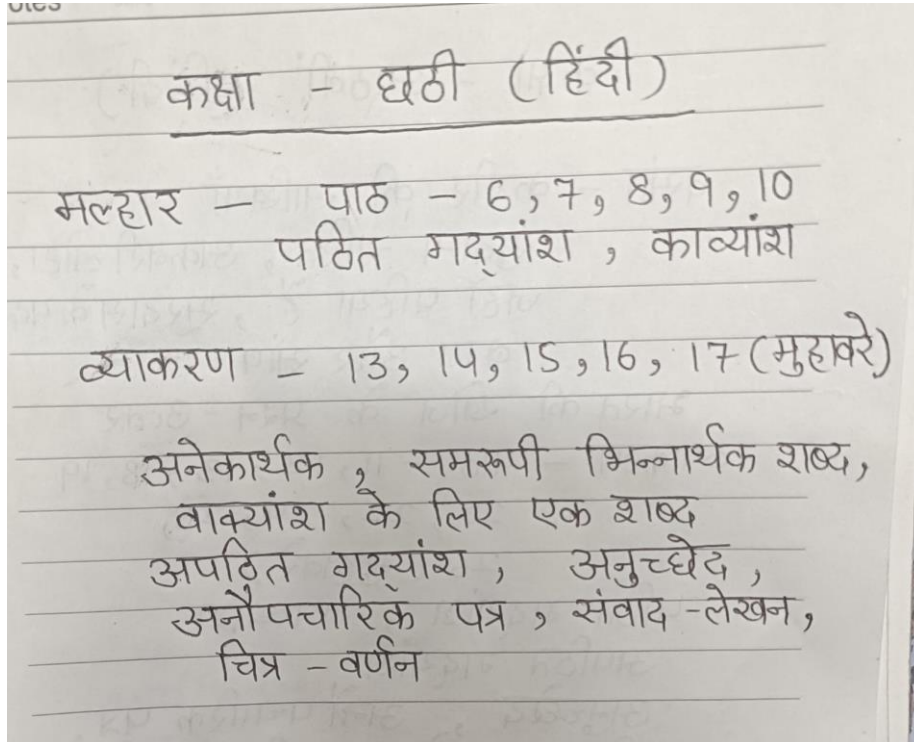 कक्षा - छठी (हिंदी)
मल्हार - पाठ - 6, 7, 8, 9, 10
पठित गद्यांश, काव्यांश
व्याकरण - 13, 14, 15, 16, 17 (मुहावरे)
अनेकार्थक, समरूपी भिन्नार्थक शब्द,
वाक्यांश के लिए एक शब्द
अपठित गद्यांश, अनुच्छेद,
अनौपचारिक पत्र, संवाद-लेखन,
चित्र - वर्णन